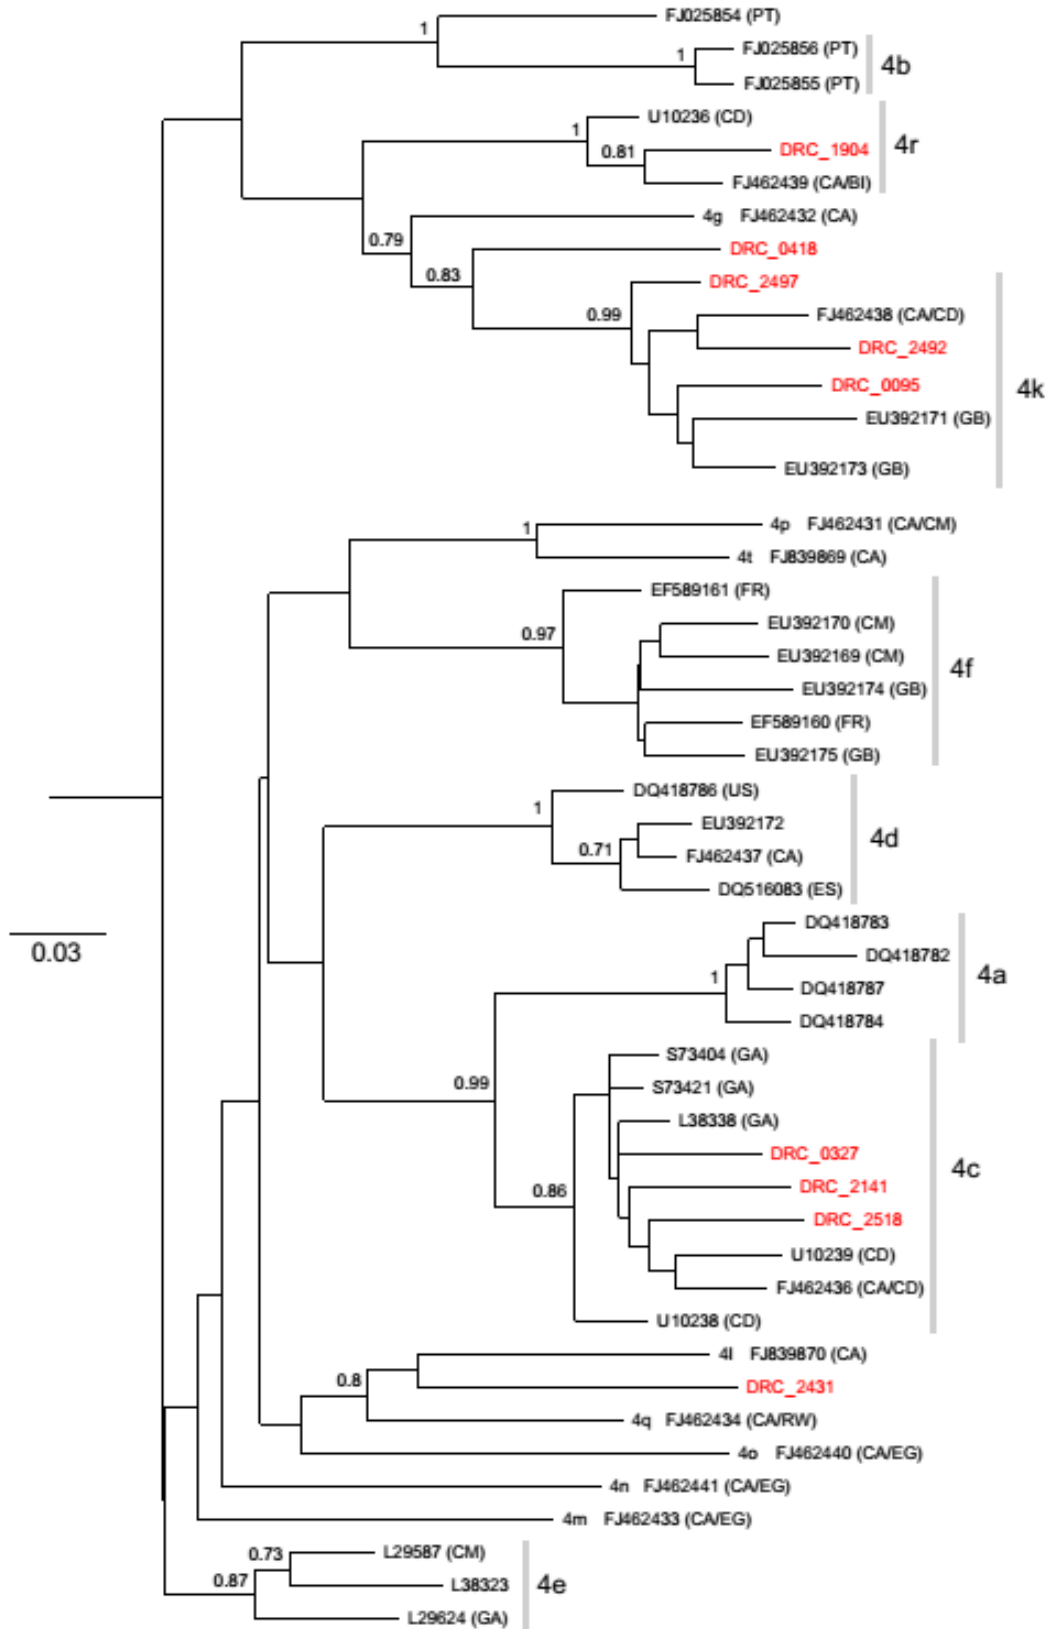 FJ025854 (PT)
1
FJ025856 (PT)
1
4b
FJ025855 (PT)
U10236 (CD)
1
4r
0.81
DRC_1904
FJ462439 (CA/BI)
4g FJ462432 (CA)
0.79
DRC_0418
0.83
DRC_2497
0.99
FJ462438 (CA/CD)
DRC_2492
DRC_0095
4k
EU392171 (GB)
EU392173 (GB)
1
4p FJ462431 (CA/CM)
4t FJ839869 (CA)
EF589161 (FR)
EU392170 (CM)
0.97
EU392169 (CM)
4f
EU392174 (GB)
EF589160 (FR)
EU392175 (GB)
DQ418786 (US)
1
EU392172
4d
0.71
FJ462437 (CA)
DQ516083 (ES)
DQ418783
0.03
DQ418782
1
4a
DQ418787
DQ418784
S73404 (GA)
0.99
S73421 (GA)
L38338 (GA)
DRC_0327
4c
0.86
DRC_2141
DRC_2518
U10239 (CD)
FJ462436 (CA/CD)
U10238 (CD)
4l FJ839870 (CA)
0.8
DRC_2431
4q FJ462434 (CA/RW)
4o FJ462440 (CA/EG)
4n FJ462441 (CA/EG)
4m FJ462433 (CA/EG)
0.73
L29587 (CM)
0.87
L38323
4e
L29624 (GA)